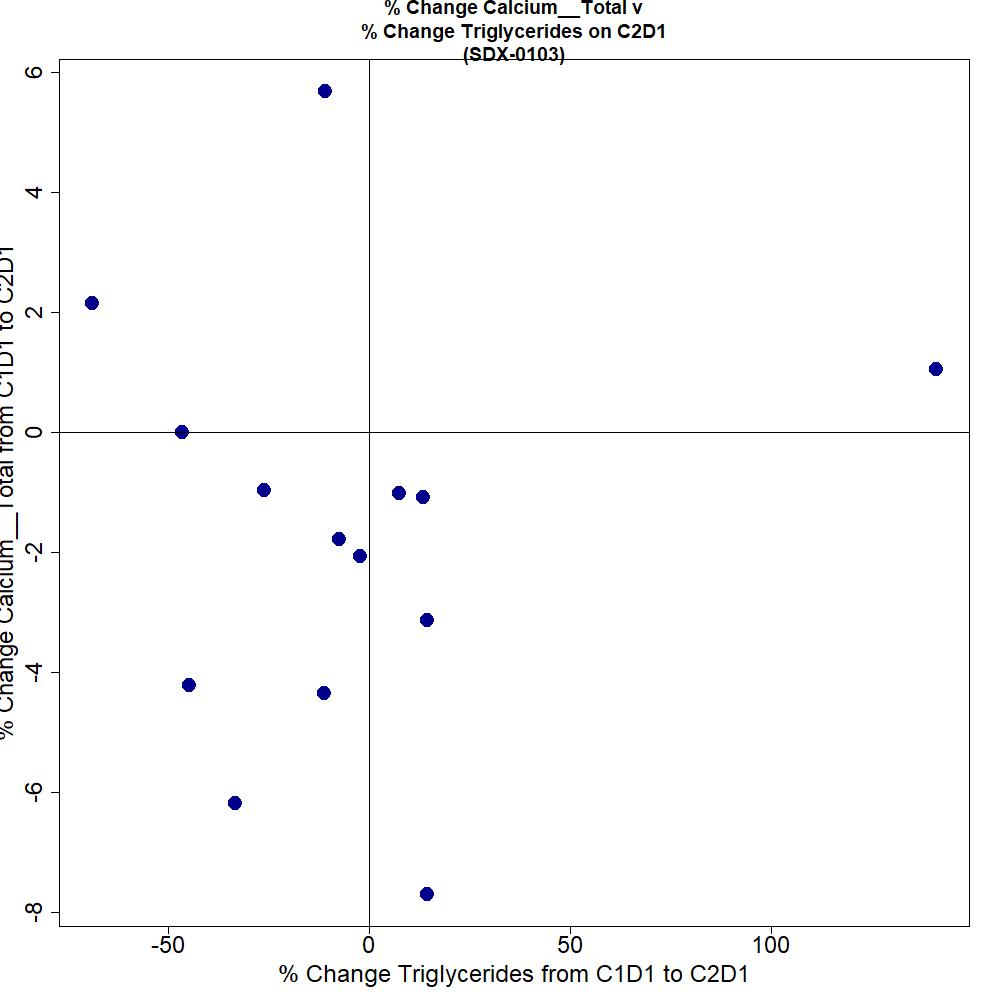 % Change Calcium__Total v
% Change Triglycerides on C2D1
(SDX-0103)
% Change Calcium__Total from C1D1 to C2D1
6
4
2
0
-2
-4
-6
-8
-50
0
50
100
% Change Triglycerides from C1D1 to C2D1